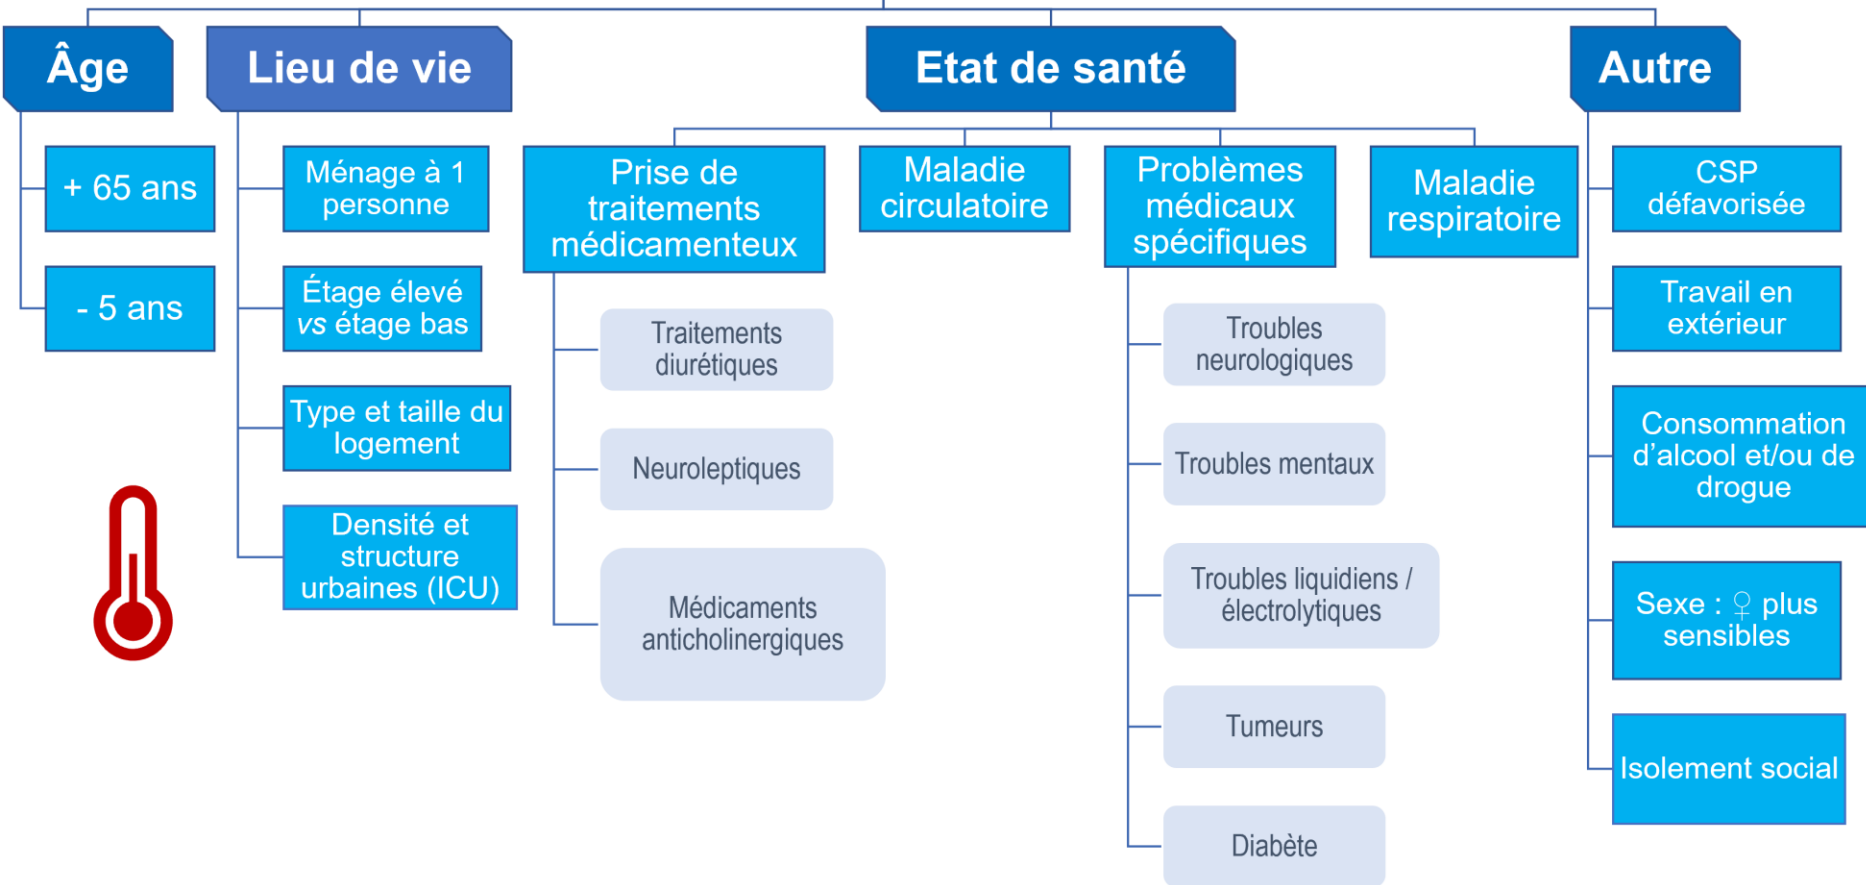 Âge
+ 65 ans
- 5 ans
Lieu de vie
Ménage à 1
personne
Étage élevé
vs étage bas
Type et taille du
logement
Densité et
structure
urbaines (ICU)
Etat de santé
Prise de
traitements
médicamenteux
Traitements
diurétiques
Neuroleptiques
Médicaments
anticholinergiques
Maladie
circulatoire
Problèmes
médicaux
spécifiques
Troubles
neurologiques
Troubles mentaux
Troubles liquidiens /
électrolytiques
Tumeurs
Diabète
Maladie
respiratoire
Autre
CSP
défavorisée
Travail en
extérieur
Consommation
d’alcool et/ou de
drogue
Sexe : ♀ plus
sensibles
Isolement social